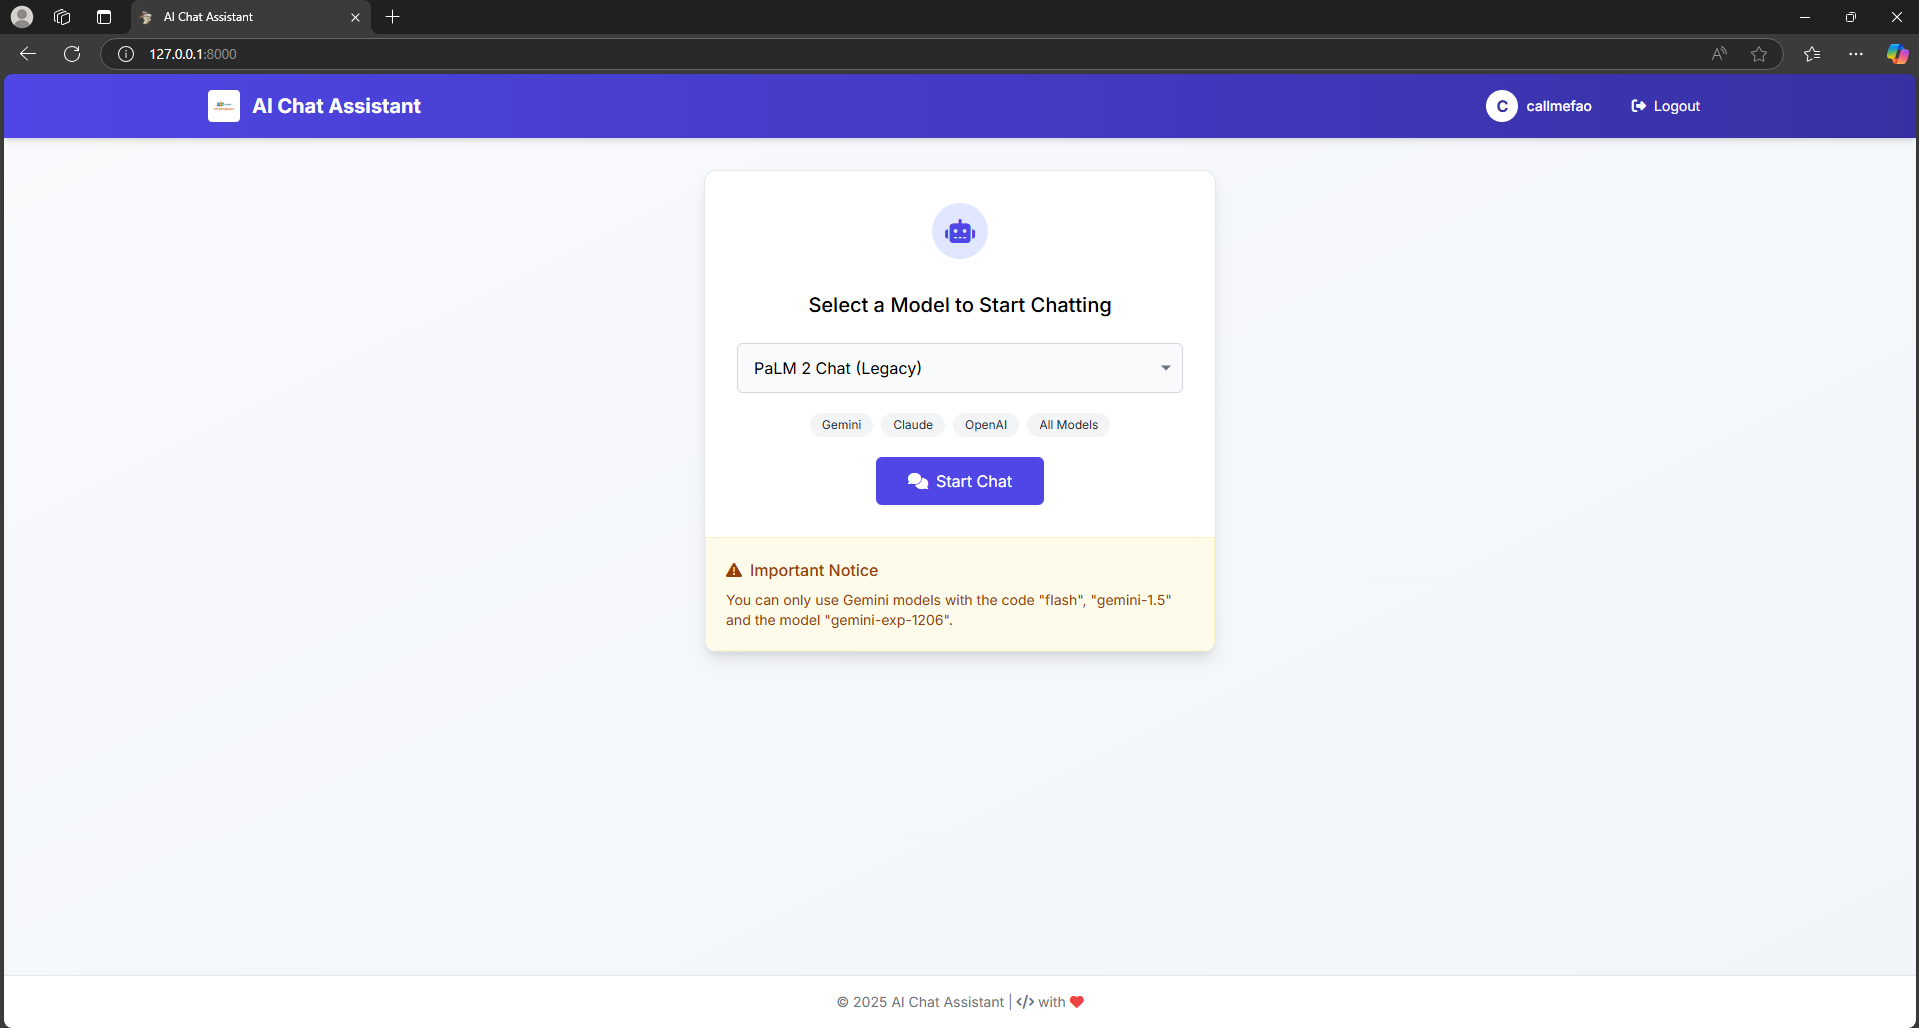 AI Chat Assistant
127.0.0.1:8000
AI Chat Assistant
C callmefao
Logout
Select a Model to Start Chatting
PaLM 2 Chat (Legacy)
Gemini Claude OpenAI All Models
Start Chat
Important Notice
You can only use Gemini models with the code "flash", "gemini-1.5"
and the model "gemini-exp-1206".
© 2025 AI Chat Assistant | </> with ❤